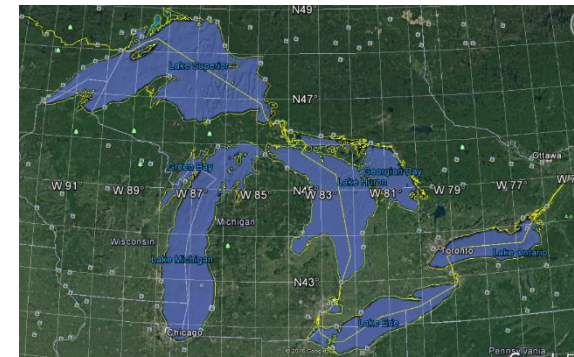 N49
Lake Superior
N47
Ottawa
Green Bay
Georgian Bay
W 91°
W 89°
W 87°
W 85°
N45°
Lake Huron
W 83
W 81°
W 79°
W 77°
Michigan
Wisconsin
Toronto
Lake Ontario
Lake Michigan
N43°
Lake Erie
Chicago
Pennsylvania